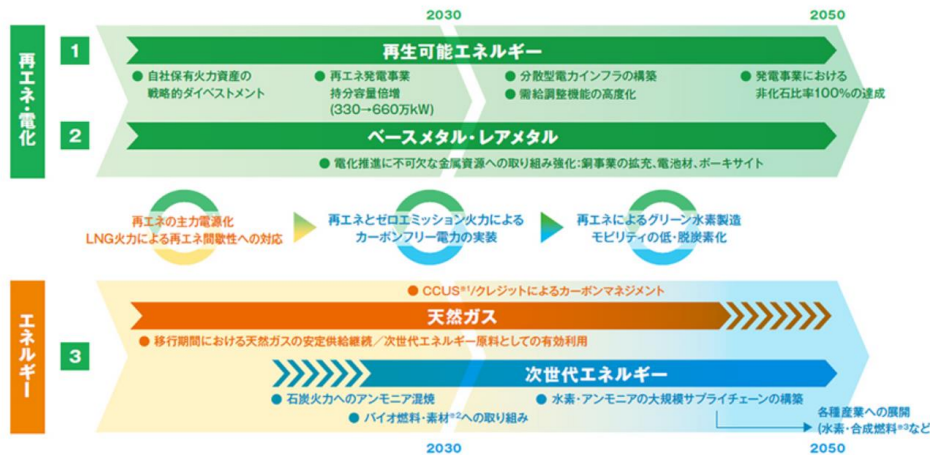 2030
2050
再エネ・電化
1
再生可能エネルギー
● 自社保有火力資産の
戦略的ダイベストメント
● 再エネ発電事業
持分容量倍増
(330→660万kW)
● 分散型電力インフラの構築
● 需給調整機能の高度化
● 発電事業における
非化石比率100%の達成
2
ベースメタル・レアメタル
● 電化推進に不可欠な金属資源への取り組み強化:銅事業の拡充、電池材、ボーキサイト
再エネの主力電源化
LNG火力による再エネ間歇性への対応
再エネとゼロエミッション火力による
カーボンフリー電力の実装
再エネによるグリーン水素製造
モビリティの低・脱炭素化
エネルギー
3
● CCUS※1/クレジットによるカーボンマネジメント
天然ガス
● 移行期間における天然ガスの安定供給継続/次世代エネルギー原料としての有効利用
次世代エネルギー
● 石炭火力へのアンモニア混焼
● 水素・アンモニアの大規模サプライチェーンの構築
● バイオ燃料・素材※2への取り組み
各種産業への展開
(水素・合成燃料※3など
2030
2050